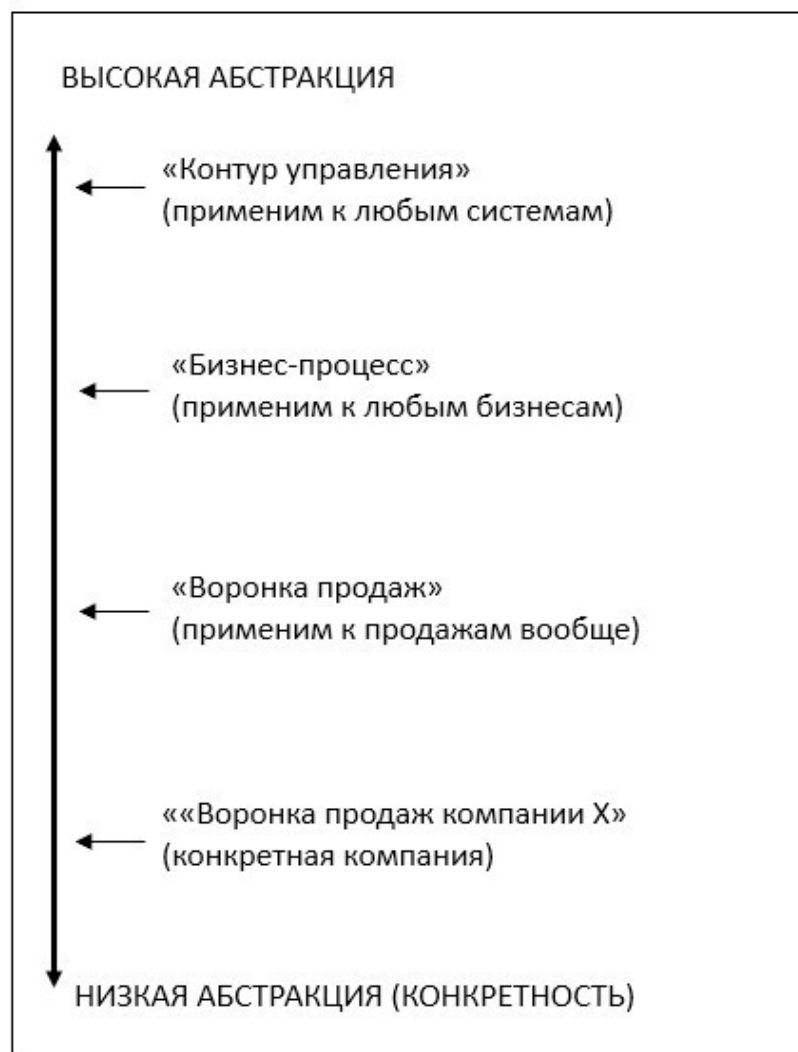 ВЫСОКАЯ АБСТРАКЦИЯ
«Контур управления»
(применим к любым системам)
«Бизнес-процесс»
(применим к любым бизнесам)
«Воронка продаж»
(применим к продажам вообще)
««Воронка продаж компании X»
(конкретная компания)
НИЗКАЯ АБСТРАКЦИЯ (КОНКРЕТНОСТЬ)